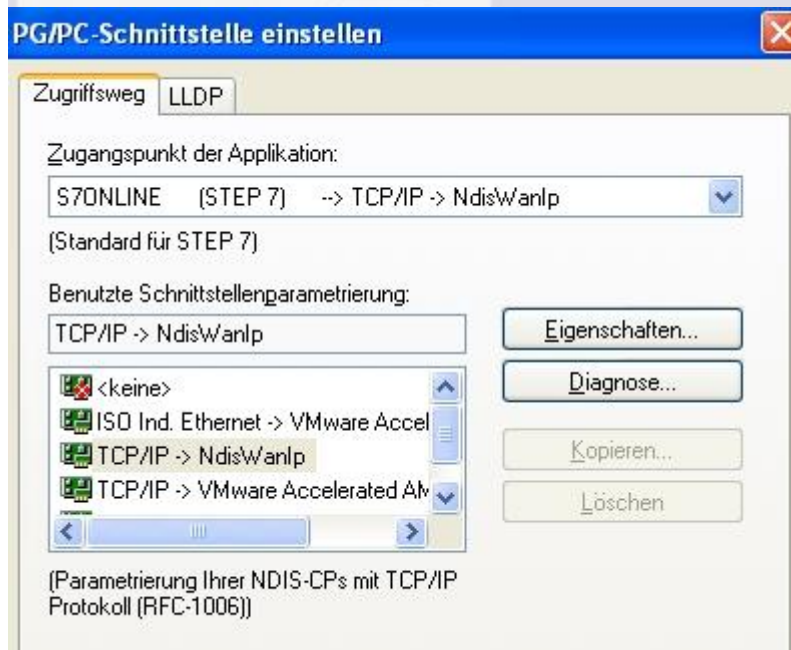 PG/PC-Schnittstelle einstellen
Zugriffsweg
LLDP
Zugangspunkt der Applikation:
S7ONLINE (STEP 7) --> TCP/IP -> NdisWanIp
(Standard für STEP 7)
Benutzte Schnittstellenparametrierung:
TCP/IP -> NdisWanIp
Eigenschaften...
Diagnose...
Kopieren...
Löschen
<keine>
ISO Ind. Ethernet -> VMware Accel
TCP/IP -> NdisWanIp
TCP/IP -> VMware Accelerated AM
(Parametrierung Ihrer NDIS-CPs mit TCP/IP
Protokoll (RFC-1006))